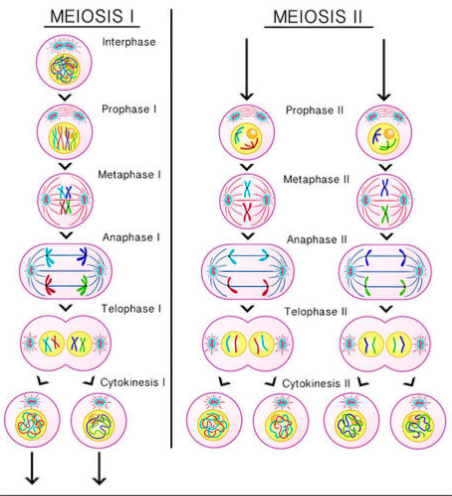 MEIOSIS I
Interphase
Prophase I
Metaphase I
Anaphase I
Telophase I
Cytokinesis I
MEIOSIS II
Prophase II
Metaphase II
Anaphase II
Telophase II
Cytokinesis II